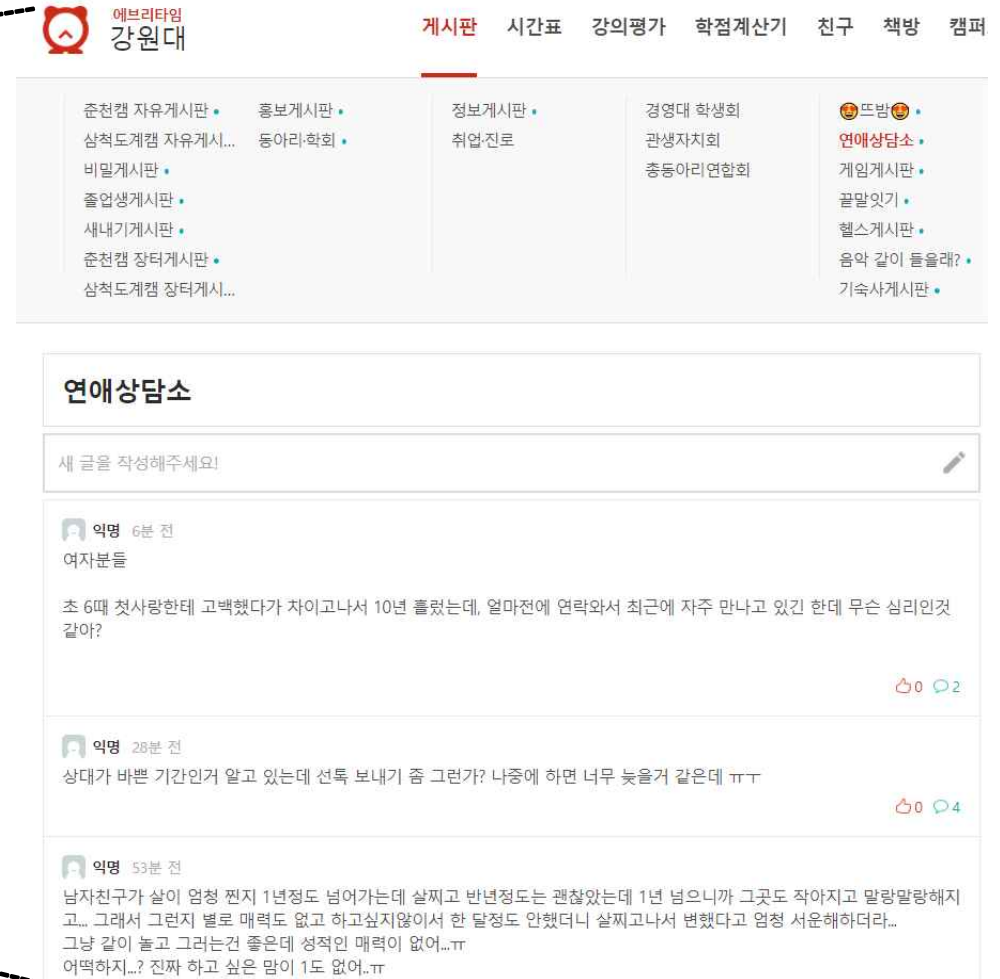 에브리타임
강원대
게시판 시간표 강의평가 학점계산기 친구 책방 캠퍼
춘천캠 자유게시판
삼척도계캠 자유게시...
비밀게시판
졸업생게시판
새내기게시판
춘천캠 장터게시판
삼척도계캠 장터게시...
홍보게시판
동아리·학회
정보게시판
취업·진로
경영대 학생회
관생자치회
총동아리연합회
🤩뜨밤🤩
연애상담소
게임게시판
끝말잇기
헬스게시판
음악 같이 들을래?
기숙사게시판
연애상담소
새 글을 작성해주세요!
익명 6분 전
여자분들
초 6때 첫사랑한테 고백했다가 차이고나서 10년 흘렀는데, 얼마전에 연락와서 최근에 자주 만나고 있긴 한데 무슨 심리인것
같아?
0 2
익명 28분 전
상대가 바쁜 기간인거 알고 있는데 선톡 보내기 좀 그런가? 나중에 하면 너무 늦을거 같은데 ㅠㅜ
0 4
익명 53분 전
남자친구가 살이 엄청 찐지 1년정도 넘어가는데 살찌고 반년정도는 괜찮았는데 1년 넘으니까 그곳도 작아지고 말랑말랑해지
고... 그래서 그런지 별로 매력도 없고 하고싶지않이서 한 달정도 안했더니 살찌고나서 변했다고 엄청 서운해하더라...
그냥 같이 놀고 그러는건 좋은데 성적인 매력이 없어...ㅠ
어떡하지...? 진짜 하고 싶은 맘이 1도 없어..ㅠ